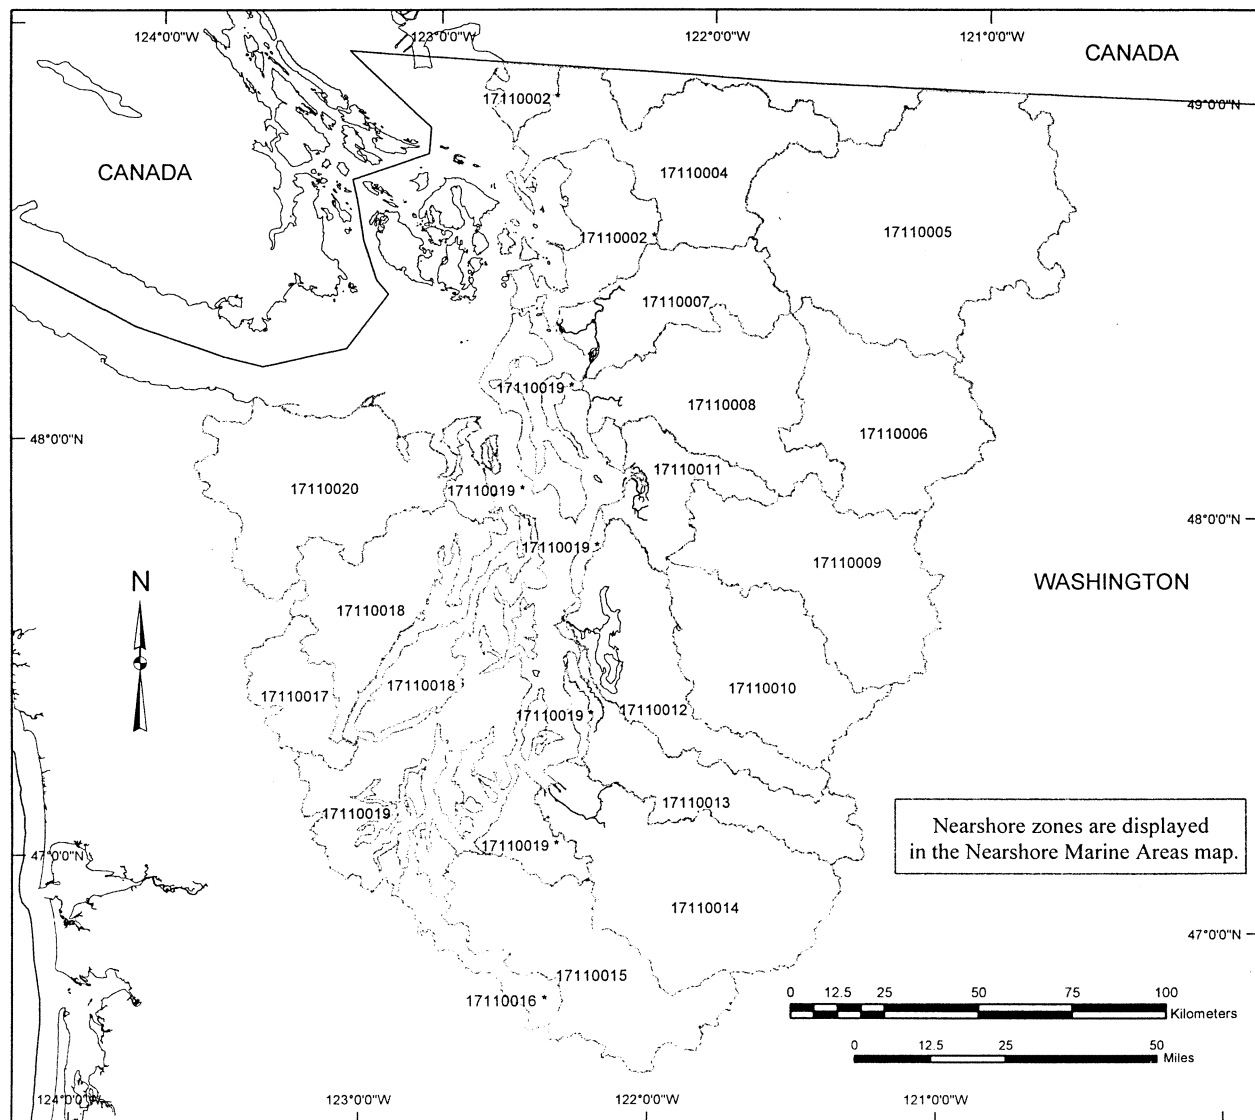 124°0'0"W
123°0'0"W
122°0'0"W
121°0'0"W
CANADA
17110002 *
49°0'0"N
CANADA
17110004
17110005
17110002 *
17110007
17110019 *
17110008
17110006
48°0'0"N
17110011
17110020
17110019 *
48°0'0"N
17110019 *
17110009
N
WASHINGTON
17110018
17110018
17110010
17110017
17110019 *
17110012
17110013
17110019
Nearshore zones are displayed
in the Nearshore Marine Areas map.
17110019 *
47°0'0"N
17110014
47°0'0"N
17110015
17110016 *
0 12.5 25 50 75 100
Kilometers
0 12.5 25 50
Miles
124°0'0"W
123°0'0"W
122°0'0"W
121°0'0"W